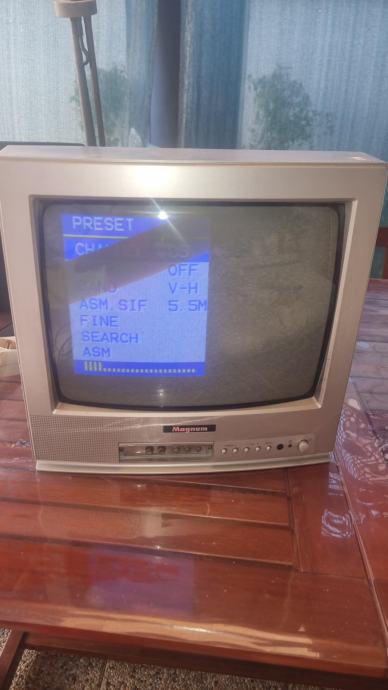 PRESET
OFF
V-H
ASM.SIF 5.5M
FINE
SEARCH
ASM
Magnum